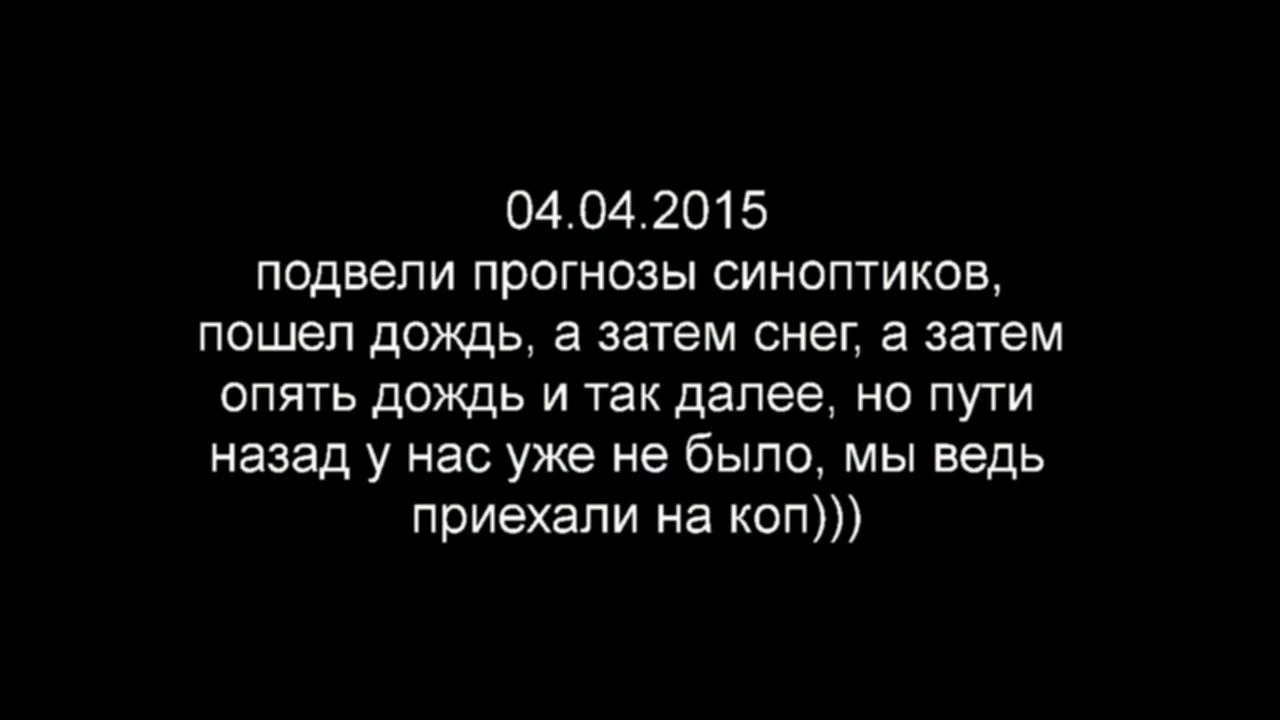 04.04.2015
подвели прогнозы синоптиков,
пошел дождь, а затем снег, а затем
опять дождь и так далее, но пути
назад у нас уже не было, мы ведь
приехали на коп)))